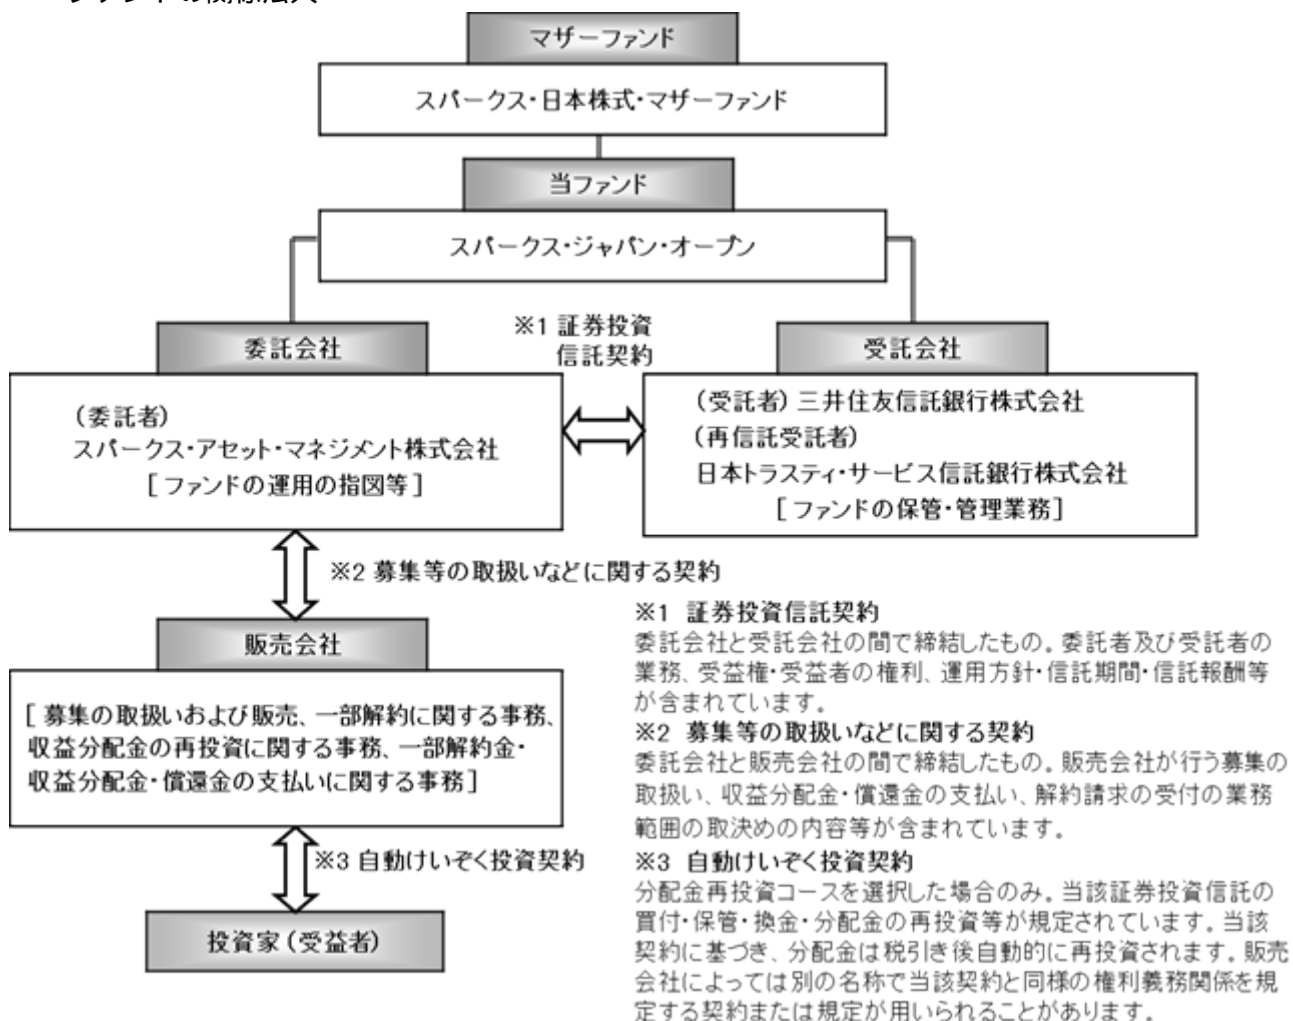 マザーファンド
スパークス・日本株式・マザーファンド
当ファンド
スパークス・ジャパン・オープン
※1 証券投資
信託契約
委託会社
(委託者)
スパークス・アセット・マネジメント株式会社
[ファンドの運用の指図等]
受託会社
(受託者) 三井住友信託銀行株式会社
(再信託受託者)
日本トラスティ・サービス信託銀行株式会社
[ファンドの保管・管理業務]
※2 募集等の取扱いなどに関する契約
販売会社
[募集の取扱いおよび販売、一部解約に関する事務、
収益分配金の再投資に関する事務、一部解約金・
収益分配金・償還金の支払いに関する事務]
※3 自動けいぞく投資契約
投資家 (受益者)
※1 証券投資信託契約
委託会社と受託会社の間で締結したもの。委託者及び受託者の
業務、受益権・受益者の権利、運用方針・信託期間・信託報酬等
が含まれています。
※2 募集等の取扱いなどに関する契約
委託会社と販売会社の間で締結したもの。販売会社が行う募集の
取扱い、収益分配金・償還金の支払い、解約請求の受付の業務
範囲の取決めの内容等が含まれています。
※3 自動けいぞく投資契約
分配金再投資コースを選択した場合のみ。当該証券投資信託の
買付・保管・換金・分配金の再投資等が規定されています。当該
契約に基づき、分配金は税引き後自動的に再投資されます。販売
会社によっては別の名称で当該契約と同様の権利義務関係を規
定する契約または規定が用いられることがあります。